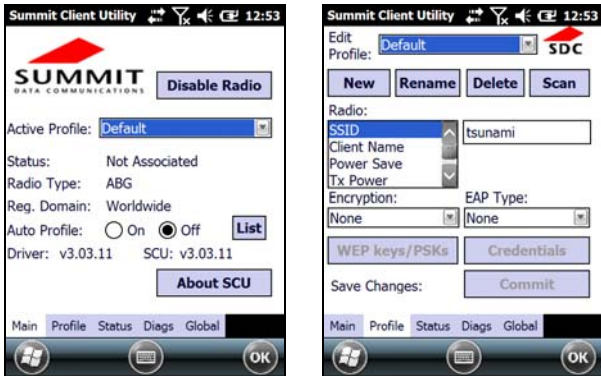 Summit Client Utility 12:53
SUMMIT
DATA COMMUNICATIONS
Disable Radio
Active Profile: Default
Status: Not Associated
Radio Type: ABG
Reg. Domain: Worldwide
Auto Profile: On Off List
Driver: v3.03.11 SCU: v3.03.11
About SCU
Main Profile Status Diags Global
OK
Summit Client Utility 12:53
Edit Profile: Default SDC
New Rename Delete Scan
Radio:
SSID tsunami
Client Name
Power Save
Tx Power
Encryption: EAP Type:
None None
WEP keys/PSKs Credentials
Save Changes: Commit
Main Profile Status Diags Global
OK